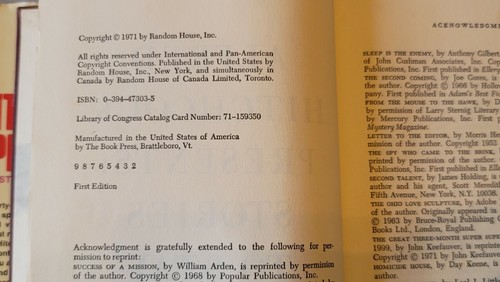 Copyright © 1971 by Random House, Inc.
All rights reserved under International and Pan-American
Copyright Conventions. Published in the United States by
Random House, Inc., New York, and simultaneously in
Canada by Random House of Canada Limited, Toronto.
ISBN: 0-394-47303-5
Library of Congress Catalog Card Number: 71-159350
Manufactured in the United States of America
by The Book Press, Brattleboro, Vt.
9 8 7 6 5 4 3 2
First Edition
Acknowledgment is gratefully extended to the following for per-
mission to reprint:
SUCCESS OF A MISSION, by William Arden, is reprinted by permission
of the author. Copyright © 1968 by Popular Publications, Inc.
ACKNOWLEDGM
SLEEP IS THE ENEMY, by Anthony Gilbert
of John Cushman Associates, Inc. Cop
Publications, Inc. First published in Ellery
THE SECOND COMING, by Joe Gores, is
the author. Copyright © 1966 by Hol
pany. First published in Adam's Best Fi
FROM THE MOUSE TO THE HAWK, by D
by permission of Larry Sternig Literary
by Mercury Publications, Inc. First p
Mystery Magazine.
LETTER TO THE EDITOR, by Morris He
the author. Copyright
THE SPY WHO CAME TO THE BRINK,
printed by permission of the author.
Publications, Inc. First published in
SECOND TALENT, by James Holding, is
author and his agent, Scott Meredi
Fifth Avenue, New York, N.Y. 10036.
THE OHIO LOVE SCULPTURE, by Adobe
of the author. Originally appeared in
© 1963 by Bruce-Royal Publishing C
Books Ltd., London, England.
THE GREAT THREE-MONTH SUPER SUPE
1999, by John Keefauver, is reprinted
Copyright © 1971 by John Keefauver
HOMICIDE HOUSE, by Day Keene, is